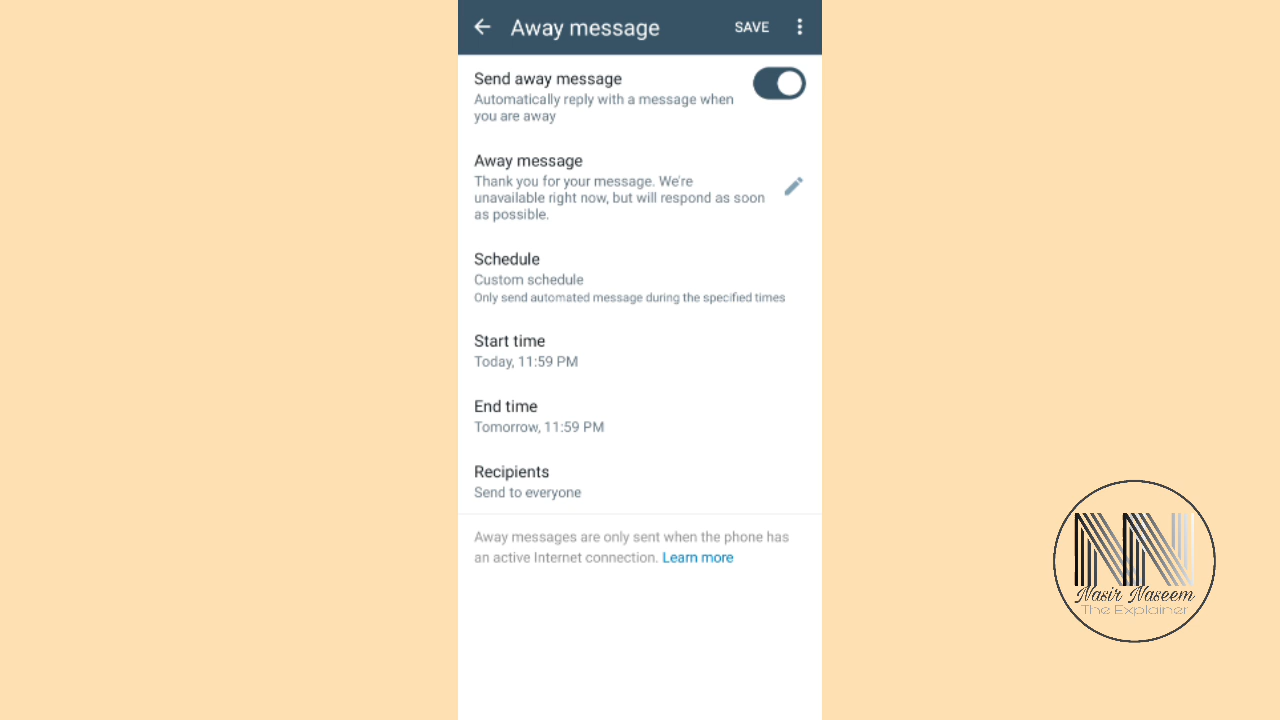 Away message
SAVE
Send away message
Automatically reply with a message when
you are away
Away message
Thank you for your message. We're
unavailable right now, but will respond as soon
as possible.
Schedule
Custom schedule
Only send automated message during the specified times
Start time
Today, 11:59 PM
End time
Tomorrow, 11:59 PM
Recipients
Send to everyone
Away messages are only sent when the phone has
an active Internet connection. Learn more
NN
Nasir Naseem
The Explainer